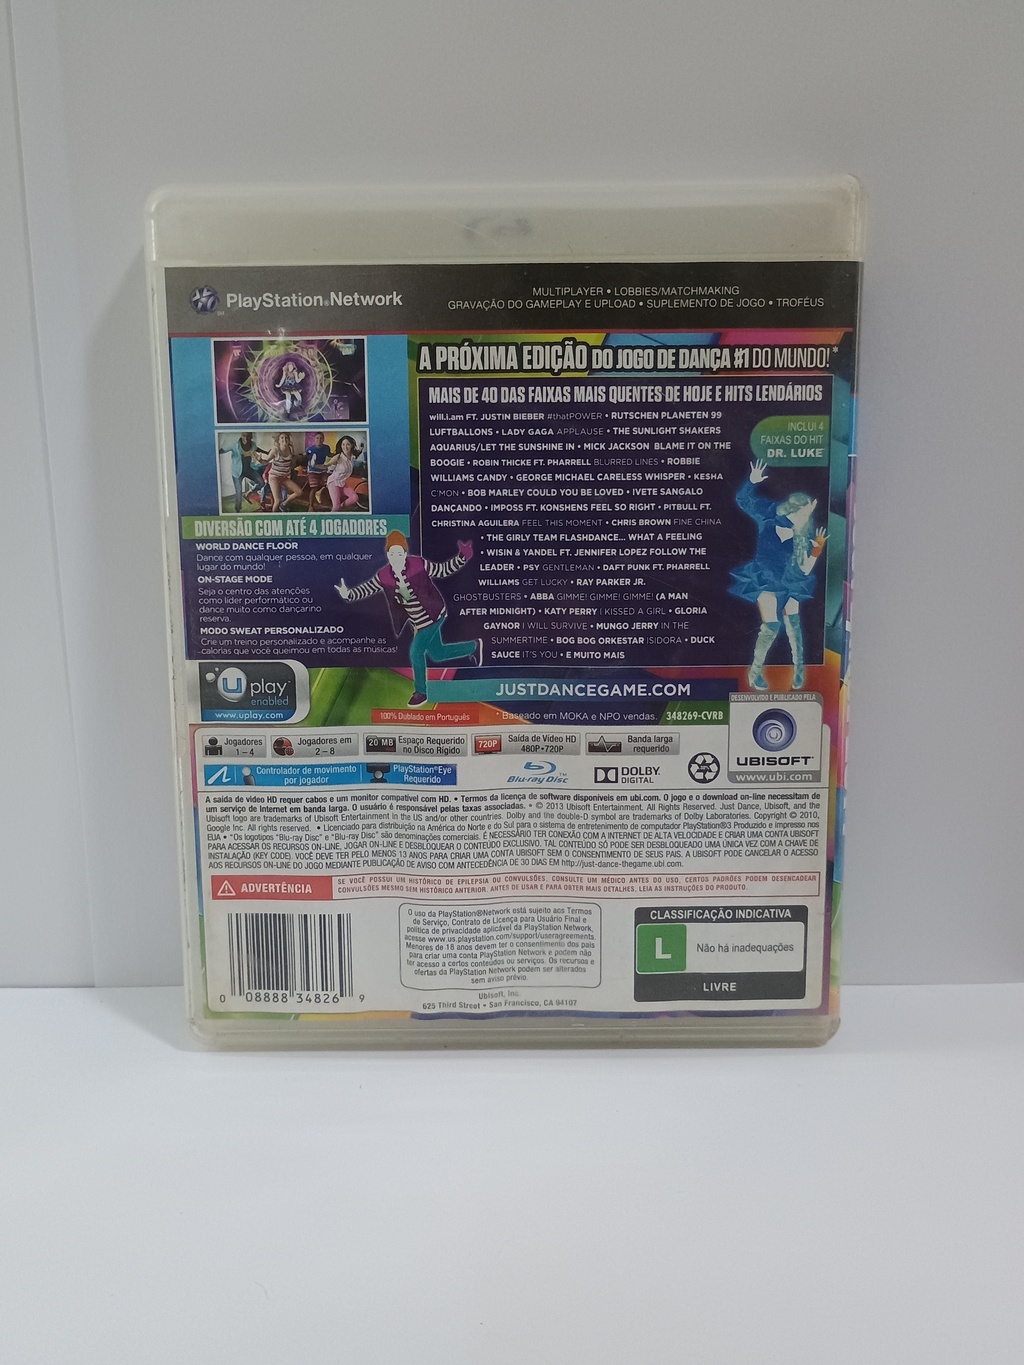 PlayStation®Network
MULTIPLAYER • LOBBIES/MATCHMAKING
GRAVAÇÃO DO GAMEPLAY E UPLOAD • SUPLEMENTO DE JOGO • TROFÉUS
A PRÓXIMA EDIÇÃO DO JOGO DE DANÇA #1 DO MUNDO!*
MAIS DE 40 DAS FAIXAS MAIS QUENTES DE HOJE E HITS LENDÁRIOS
will.i.am FT. JUSTIN BIEBER #thatPOWER • RUTSCHEN PLANETEN 99
LUFTBALLONS • LADY GAGA APPLAUSE • THE SUNLIGHT SHAKERS
AQUARIUS/LET THE SUNSHINE IN • MICK JACKSON BLAME IT ON THE
BOOGIE • ROBIN THICKE FT. PHARRELL BLURRED LINES • ROBBIE
WILLIAMS CANDY • GEORGE MICHAEL CARELESS WHISPER • KESHA
C'MON • BOB MARLEY COULD YOU BE LOVED • IVETE SANGALO
DANÇANDO • IMPOSS FT. KONSHENS FEEL SO RIGHT • PITBULL FT.
CHRISTINA AGUILERA FEEL THIS MOMENT • CHRIS BROWN FINE CHINA
• THE GIRLY TEAM FLASHDANCE... WHAT A FEELING
• WISIN & YANDEL FT. JENNIFER LOPEZ FOLLOW THE
LEADER • PSY GENTLEMAN • DAFT PUNK FT. PHARRELL
WILLIAMS GET LUCKY • RAY PARKER JR.
GHOSTBUSTERS • ABBA GIMME! GIMME! GIMME! (A MAN
AFTER MIDNIGHT) • KATY PERRY I KISSED A GIRL • GLORIA
GAYNOR I WILL SURVIVE • MUNGO JERRY IN THE
SUMMERTIME • BOG BOG ORKESTAR ISIDORA • DUCK
SAUCE IT'S YOU • E MUITO MAIS
INCLUI 4
FAIXAS DO HIT
DR. LUKE
DIVERSÃO COM ATÉ 4 JOGADORES
WORLD DANCE FLOOR
Dance com qualquer pessoa, em qualquer
lugar do mundo!
ON-STAGE MODE
Seja o centro das atenções
como líder performático ou
dance muito como dançarino
reserva.
MODO SWEAT PERSONALIZADO
Crie um treino personalizado e acompanhe as
calorias que você queimou em todas as músicas!
U play™
enabled
www.uplay.com
JUSTDANCEGAME.COM
100% Dublado em Português
* Baseado em MOKA e NPO vendas. 348269-CVRB
DESENVOLVIDO E PUBLICADO PELA
UBISOFT®
www.ubi.com
Jogadores
1–4
Jogadores em
2–8
20 MB Espaço Requerido
no Disco Rígido
720P Saída de Vídeo HD
480P•720P
Banda larga
requerido
Controlador de movimento
por jogador
PlayStation®Eye
Requerido
Blu-ray Disc™
DOLBY
DIGITAL
A saída de vídeo HD requer cabos e um monitor compatível com HD. • Termos da licença de software disponíveis em ubi.com. O jogo e o download on-line necessitam de
um serviço de Internet em banda larga. O usuário é responsável pelas taxas associadas. • © 2013 Ubisoft Entertainment. All Rights Reserved. Just Dance, Ubisoft, and the
Ubisoft logo are trademarks of Ubisoft Entertainment in the US and/or other countries. Dolby and the double-D symbol are trademarks of Dolby Laboratories. Copyright © 2010,
Google Inc. All rights reserved. • Licenciado para distribuição na América do Norte e do Sul para o sistema de entretenimento de computador PlayStation®3 Produzido e impresso nos
EUA • "Os logotipos "Blu-ray Disc" e "Blu-ray Disc" são denominações comerciais. É NECESSÁRIO TER CONEXÃO COM A INTERNET DE ALTA VELOCIDADE E CRIAR UMA CONTA UBISOFT
PARA ACESSAR OS RECURSOS ON-LINE, JOGAR ON-LINE E DESBLOQUEAR O CONTEÚDO EXCLUSIVO. TAL CONTEÚDO SÓ PODE SER DESBLOQUEADO UMA ÚNICA VEZ COM A CHAVE DE
INSTALAÇÃO (KEY CODE). VOCÊ DEVE TER PELO MENOS 13 ANOS PARA CRIAR UMA CONTA UBISOFT SEM O CONSENTIMENTO DE SEUS PAIS. A UBISOFT PODE CANCELAR O ACESSO
AOS RECURSOS ON-LINE DO JOGO MEDIANTE PUBLICAÇÃO DE AVISO COM ANTECEDÊNCIA DE 30 DIAS EM http://just-dance-thegame.ubi.com.
ADVERTÊNCIA
SE VOCÊ POSSUI UM HISTÓRICO DE EPILEPSIA OU CONVULSÕES, CONSULTE UM MÉDICO ANTES DO USO. CERTOS PADRÕES PODEM DESENCADEAR
CONVULSÕES MESMO SEM HISTÓRICO ANTERIOR. ANTES DE USAR E PARA OBTER MAIS DETALHES, LEIA AS INSTRUÇÕES DO PRODUTO.
0 08888 34826 9
O uso da PlayStation®Network está sujeito aos Termos
de Serviço, Contrato de Licença para Usuário Final e
política de privacidade aplicável da PlayStation Network,
acesse www.us.playstation.com/support/useragreements.
Menores de 18 anos devem ter o consentimento dos pais
para criar uma conta PlayStation Network e podem não
ter acesso a certos conteúdos ou serviços. Os recursos e
ofertas da PlayStation Network podem ser alterados
sem aviso prévio.
Ubisoft, Inc.
625 Third Street • San Francisco, CA 94107
CLASSIFICAÇÃO INDICATIVA
L
Não há inadequações
LIVRE